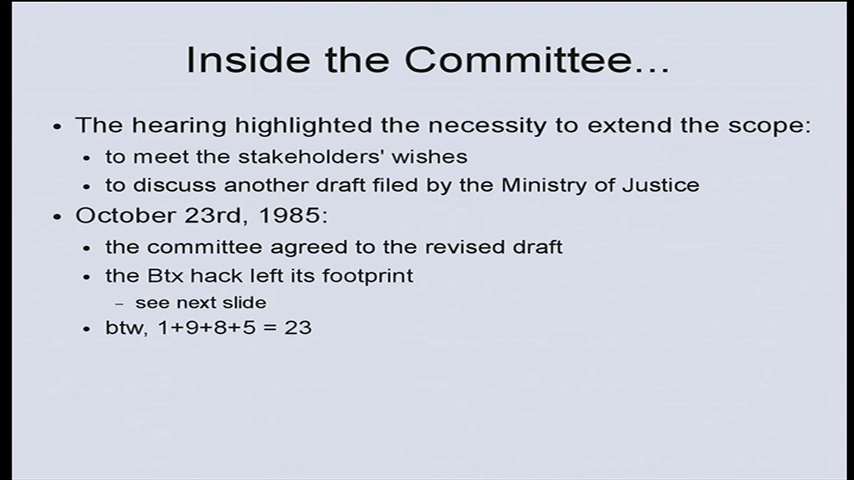 Inside the Committee...
• The hearing highlighted the necessity to extend the scope:
• to meet the stakeholders' wishes
• to discuss another draft filed by the Ministry of Justice
• October 23rd, 1985:
• the committee agreed to the revised draft
• the Btx hack left its footprint
– see next slide
• btw, 1+9+8+5 = 23